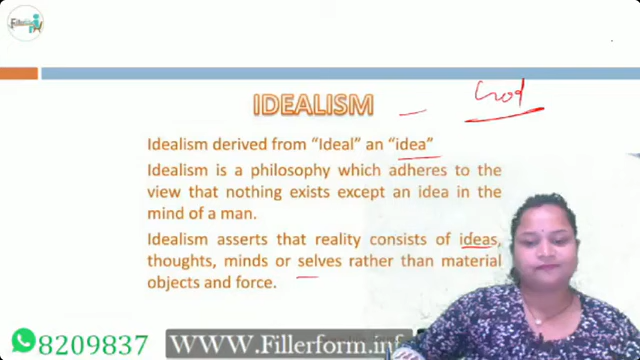 Fillerform
IDEALISM
God
Idealism derived from "Ideal" an "idea"
Idealism is a philosophy which adheres to the
view that nothing exists except an idea in the
mind of a man.
Idealism asserts that reality consists of ideas,
thoughts, minds or selves rather than material
objects and force.
8209837
WWW.Fillerform.info